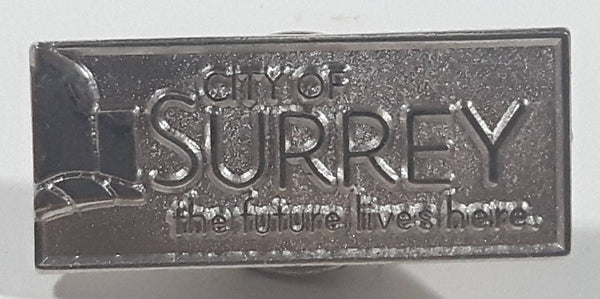 CITY OF
SURREY
the future lives here.